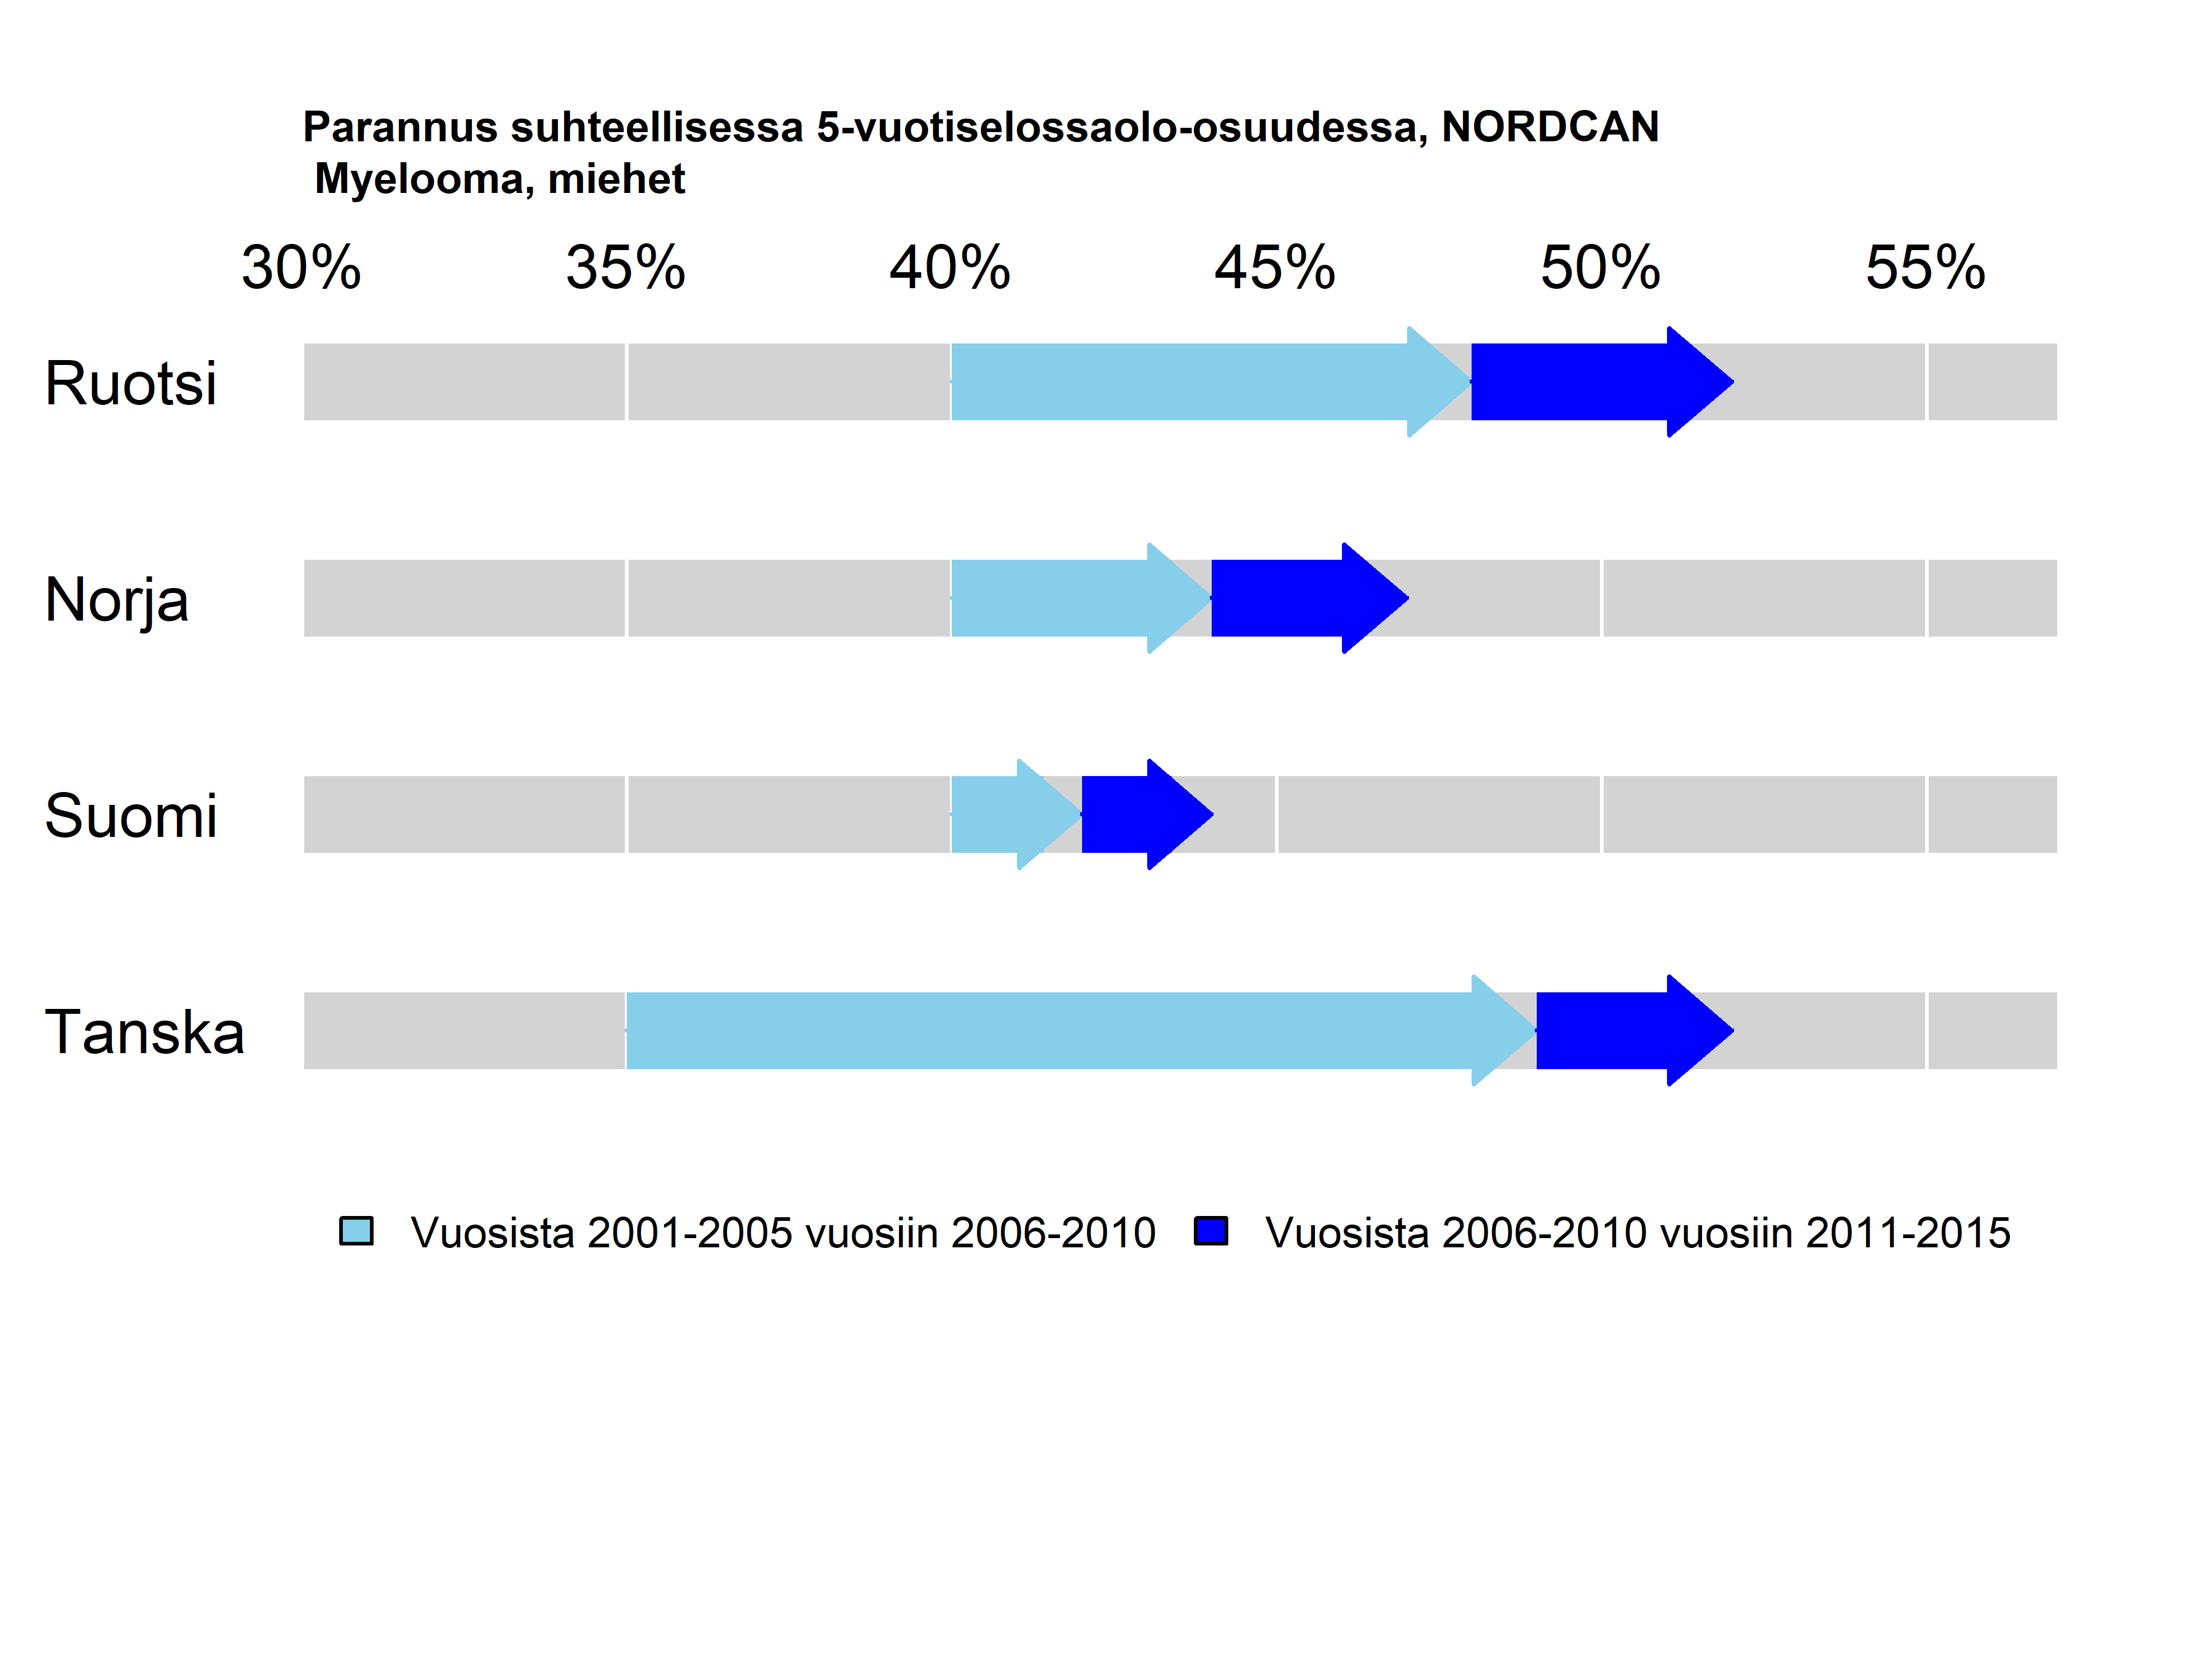 Parannus suhteellisessa 5-vuotiselossaolo-osuudessa, NORDCAN
Myelooma, miehet
30% 35% 40% 45% 50% 55%
Ruotsi
Norja
Suomi
Tanska
Vuosista 2001-2005 vuosiin 2006-2010 Vuosista 2006-2010 vuosiin 2011-2015